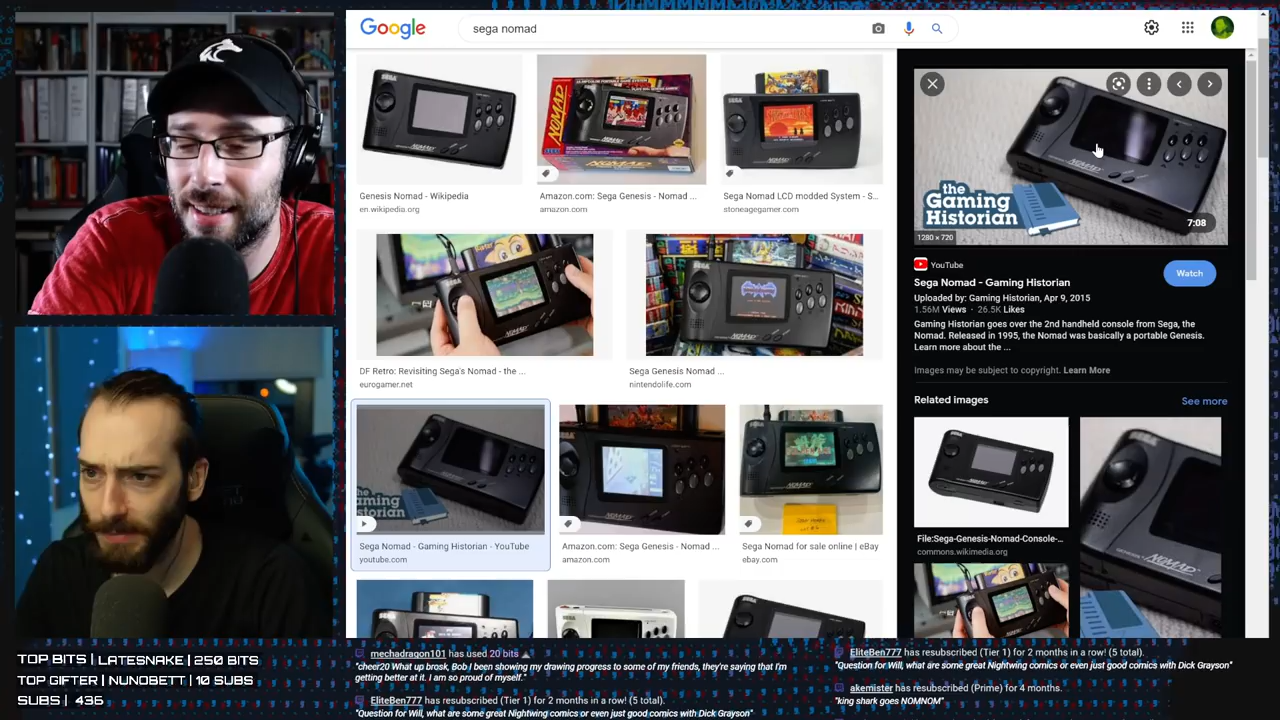 Google
sega nomad
Genesis Nomad - Wikipedia
en.wikipedia.org
Amazon.com: Sega Genesis - Nomad ...
amazon.com
Sega Nomad LCD modded System - S...
stoneagegamer.com
DF Retro: Revisiting Sega's Nomad - the ...
eurogamer.net
Sega Genesis Nomad ...
nintendolife.com
Sega Nomad - Gaming Historian - YouTube
youtube.com
Amazon.com: Sega Genesis - Nomad ...
amazon.com
Sega Nomad for sale online | eBay
ebay.com
the
Gaming
Historian
NOMAD
7:08
1280 × 720
YouTube
Watch
Sega Nomad - Gaming Historian
Uploaded by: Gaming Historian, Apr 9, 2015
1.56M Views · 26.5K Likes
Gaming Historian goes over the 2nd handheld console from Sega, the
Nomad. Released in 1995, the Nomad was basically a portable Genesis.
Learn more about the ...
Images may be subject to copyright. Learn More
Related images
See more
File:Sega-Genesis-Nomad-Console-...
commons.wikimedia.org
NOMAD
TOP BITS | LATESNAKE | 250 BITS
TOP GIFTER | NUNOBETT | 10 SUBS
SUBS | 436
mechadragon101 has used 20 bits
"cheer20 What up brosk, Bob I been showing my drawing progress to some of my friends, they're saying that I'm
getting better at it. I am so proud of myself."
EliteBen777 has resubscribed (Tier 1) for 2 months in a row! (5 total).
"Question for Will, what are some great Nightwing comics or even just good comics with Dick Grayson"
EliteBen777 has resubscribed (Tier 1) for 2 months in a row! (5 total).
"Question for Will, what are some great Nightwing comics or even just good comics with Dick Grayson"
akemister has resubscribed (Prime) for 4 months.
"king shark goes NOMNOM"